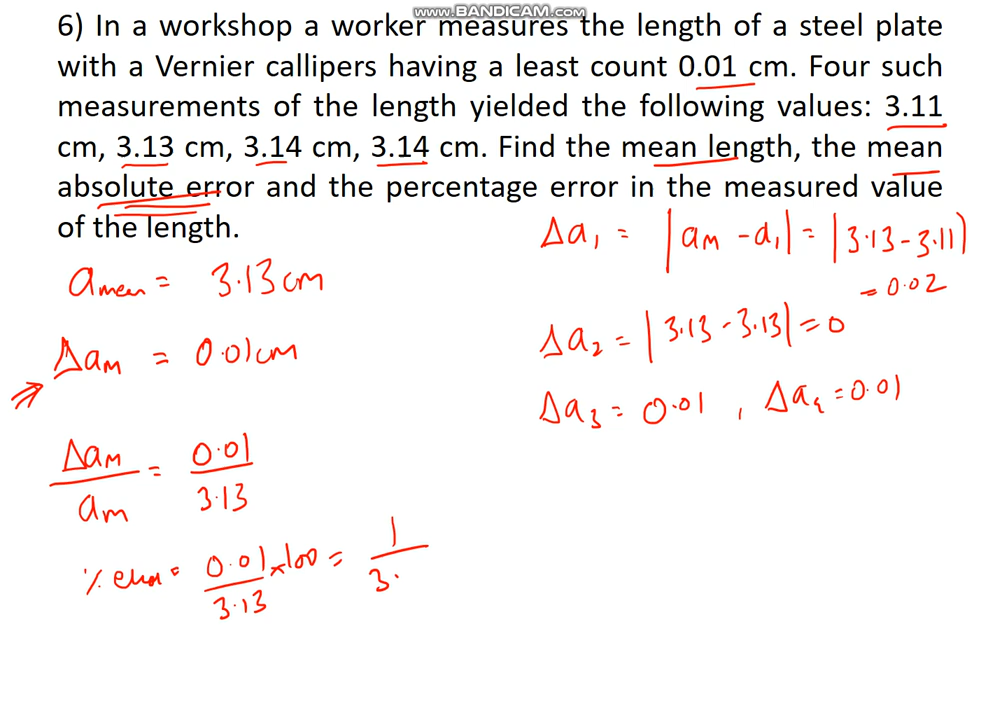 www.BANDICAM.com
6) In a workshop a worker measures the length of a steel plate
with a Vernier callipers having a least count 0.01 cm. Four such
measurements of the length yielded the following values: 3.11
cm, 3.13 cm, 3.14 cm, 3.14 cm. Find the mean length, the mean
absolute error and the percentage error in the measured value
of the length.
Δa₁ = |aM - a₁| = |3.13 - 3.11|
= 0.02
amean = 3.13cm
Δa₂ = |3.13 - 3.13| = 0
ΔaM = 0.01cm
⇒
Δa₃ = 0.01 , Δa₄ = 0.01
ΔaM/aM = 0.01/3.13
% error = 0.01/3.13 × 100 = 1/3.